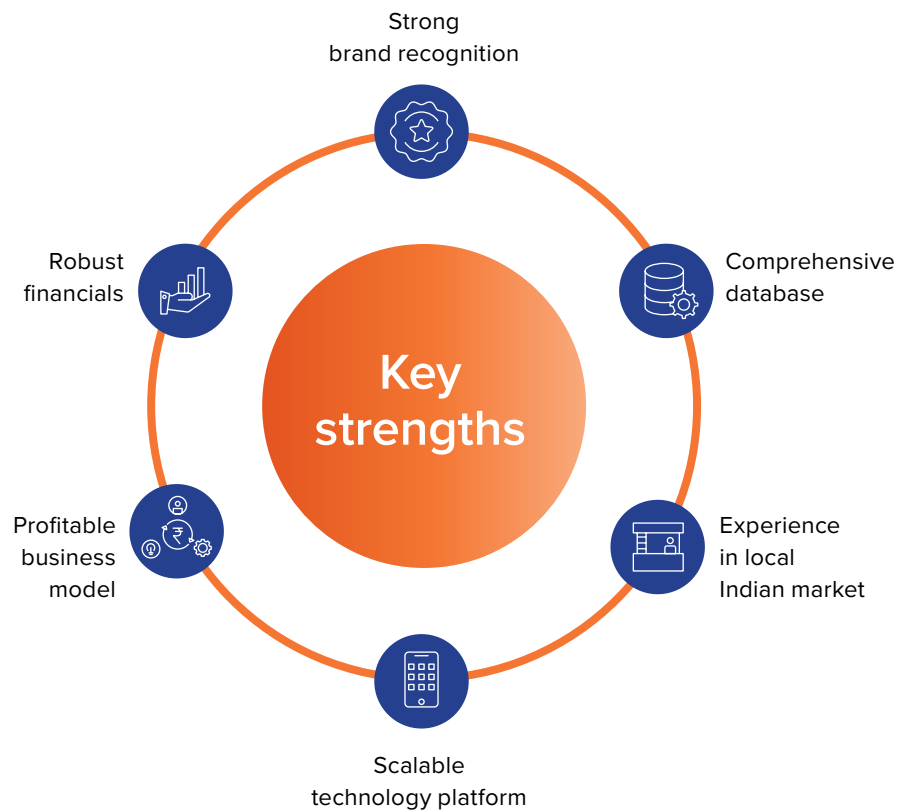 Strong
brand recognition
Comprehensive
database
Experience
in local
Indian market
Scalable
technology platform
Profitable
business
model
Robust
financials
Key
strengths
₹